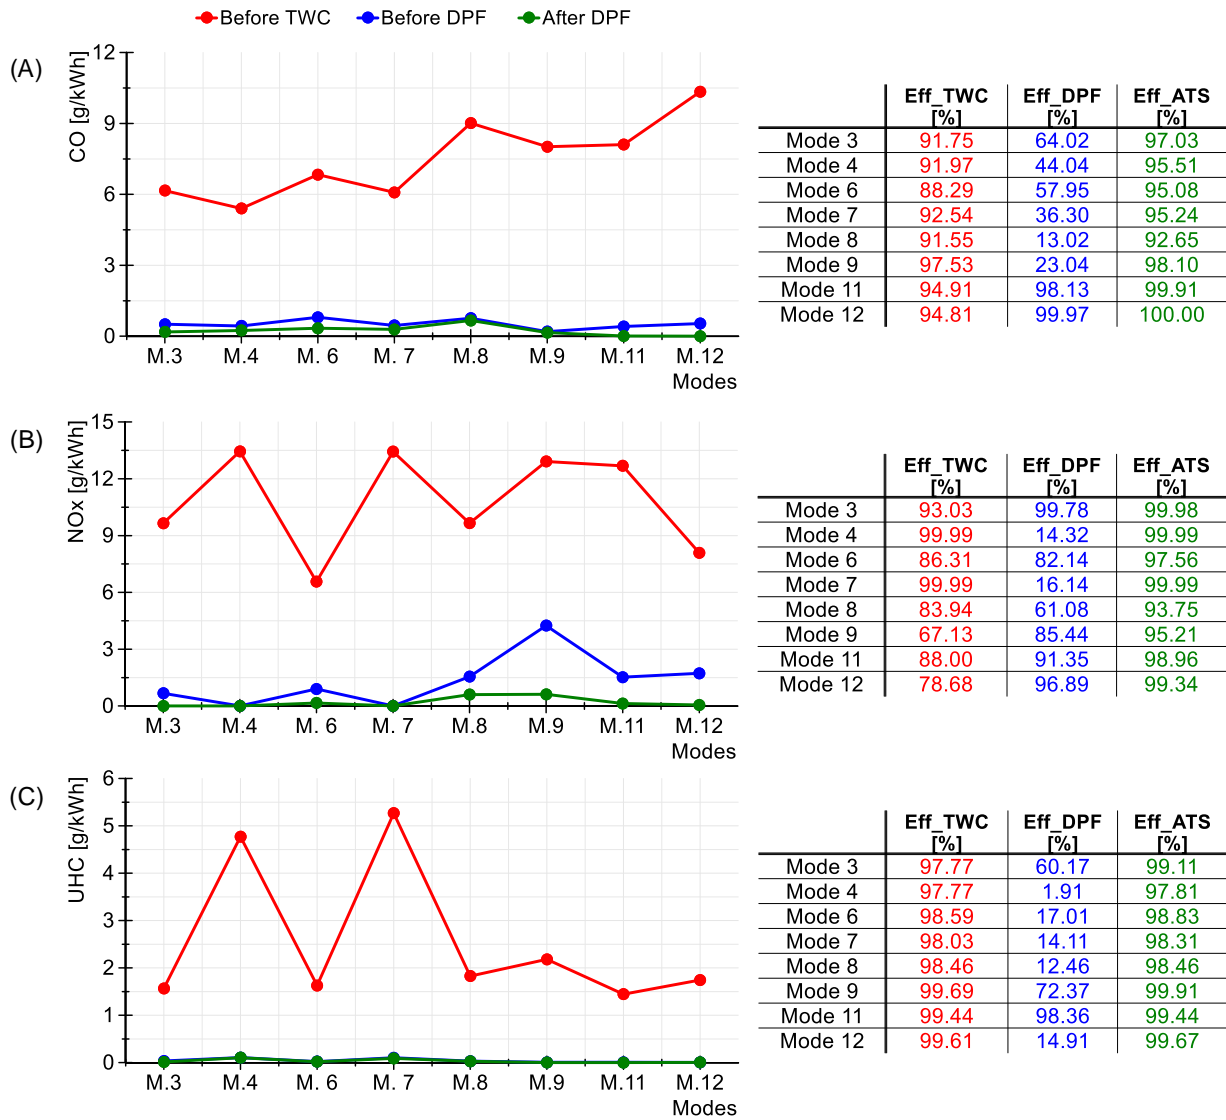 Before TWC Before DPF After DPF
(A)
CO [g/kWh]
12
9
6
3
0
M.3 M.4 M. 6 M. 7 M.8 M.9 M.11 M.12
Modes
Eff_TWC [%] Eff_DPF [%] Eff_ATS [%]
Mode 3 91.75 64.02 97.03
Mode 4 91.97 44.04 95.51
Mode 6 88.29 57.95 95.08
Mode 7 92.54 36.30 95.24
Mode 8 91.55 13.02 92.65
Mode 9 97.53 23.04 98.10
Mode 11 94.91 98.13 99.91
Mode 12 94.81 99.97 100.00
(B)
NOx [g/kWh]
15
12
9
6
3
0
M.3 M.4 M. 6 M. 7 M.8 M.9 M.11 M.12
Modes
Eff_TWC [%] Eff_DPF [%] Eff_ATS [%]
Mode 3 93.03 99.78 99.98
Mode 4 99.99 14.32 99.99
Mode 6 86.31 82.14 97.56
Mode 7 99.99 16.14 99.99
Mode 8 83.94 61.08 93.75
Mode 9 67.13 85.44 95.21
Mode 11 88.00 91.35 98.96
Mode 12 78.68 96.89 99.34
(C)
UHC [g/kWh]
6
5
4
3
2
1
0
M.3 M.4 M. 6 M. 7 M.8 M.9 M.11 M.12
Modes
Eff_TWC [%] Eff_DPF [%] Eff_ATS [%]
Mode 3 97.77 60.17 99.11
Mode 4 97.77 1.91 97.81
Mode 6 98.59 17.01 98.83
Mode 7 98.03 14.11 98.31
Mode 8 98.46 12.46 98.46
Mode 9 99.69 72.37 99.91
Mode 11 99.44 98.36 99.44
Mode 12 99.61 14.91 99.67